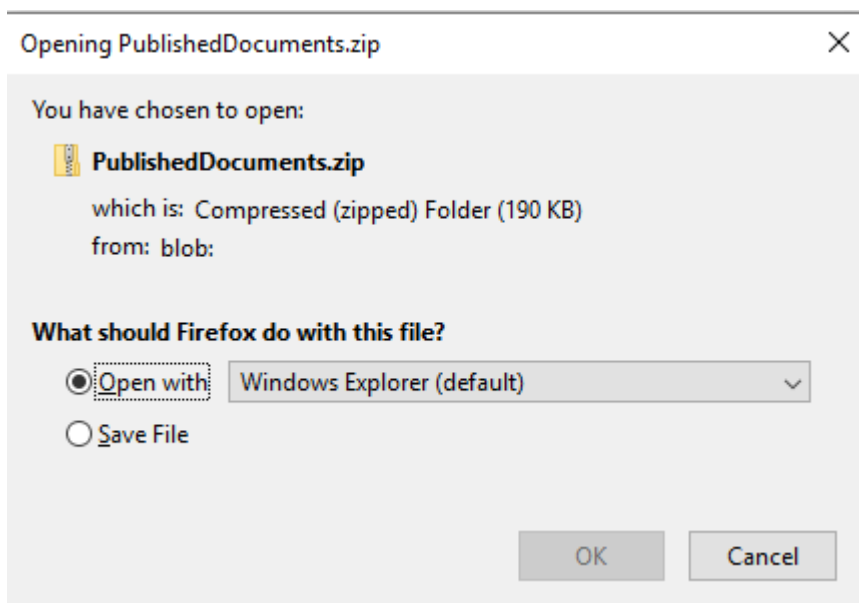 Opening PublishedDocuments.zip
You have chosen to open:
PublishedDocuments.zip
which is: Compressed (zipped) Folder (190 KB)
from: blob:
What should Firefox do with this file?
Open with Windows Explorer (default)
Save File
OK Cancel